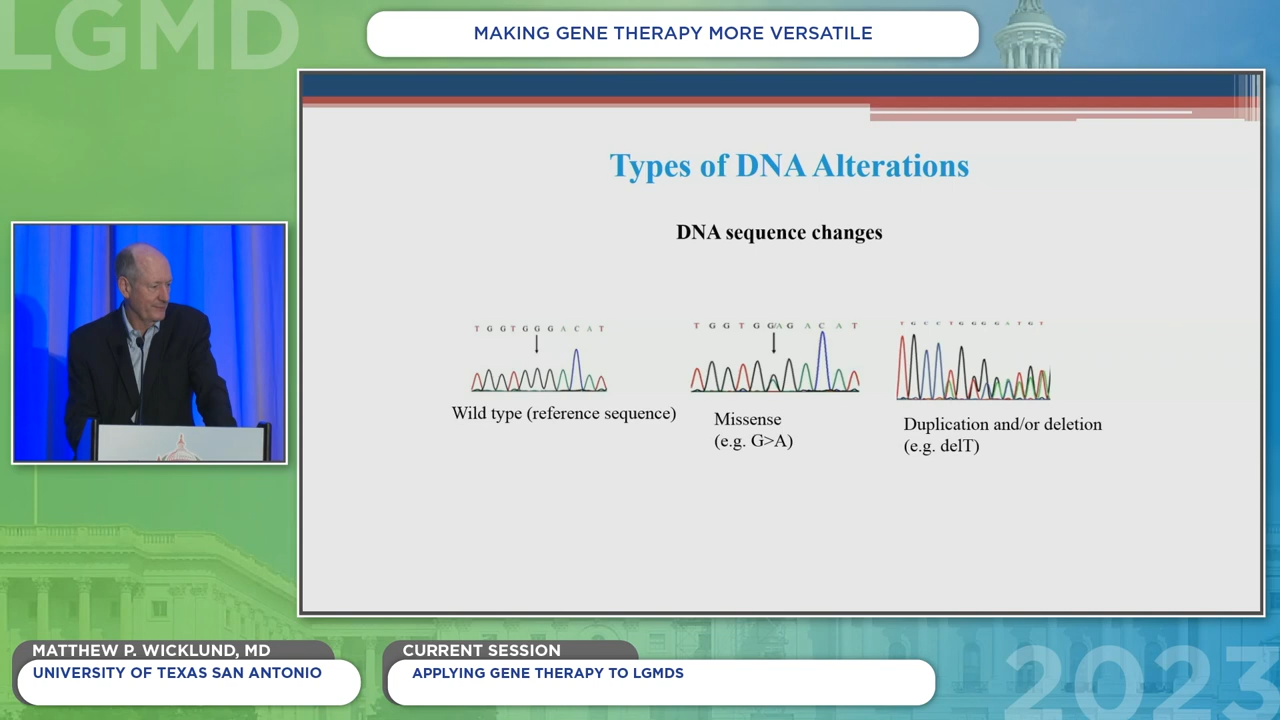 LGMD
MAKING GENE THERAPY MORE VERSATILE
Types of DNA Alterations
DNA sequence changes
T G G T G G G A C A T
T G G T G GAG A C A T
T G C C T G G G G A T G T
Wild type (reference sequence)
Missense
(e.g. G>A)
Duplication and/or deletion
(e.g. delT)
MATTHEW P. WICKLUND, MD
UNIVERSITY OF TEXAS SAN ANTONIO
CURRENT SESSION
APPLYING GENE THERAPY TO LGMDS
2023